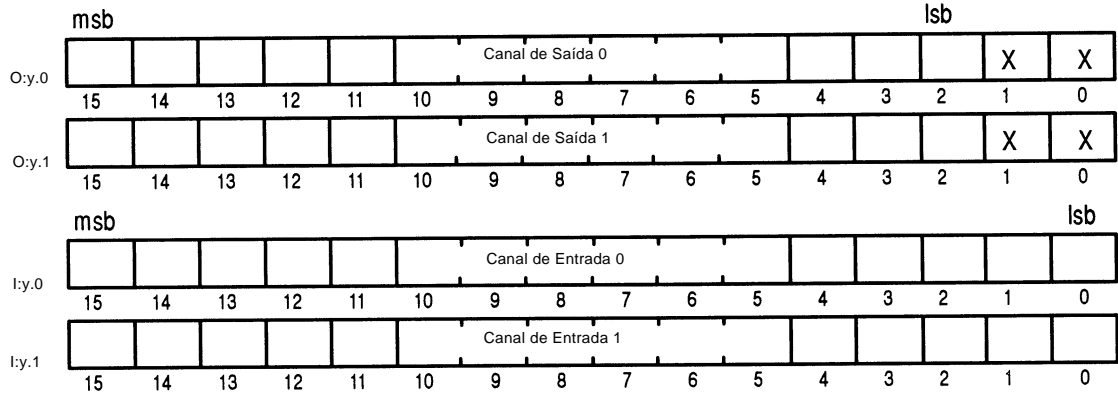 msb lsb
Canal de Saída 0 X X
O:y.0
15 14 13 12 11 10 9 8 7 6 5 4 3 2 1 0
Canal de Saída 1 X X
O:y.1
15 14 13 12 11 10 9 8 7 6 5 4 3 2 1 0
msb lsb
Canal de Entrada 0
I:y.0
15 14 13 12 11 10 9 8 7 6 5 4 3 2 1 0
Canal de Entrada 1
I:y.1
15 14 13 12 11 10 9 8 7 6 5 4 3 2 1 0